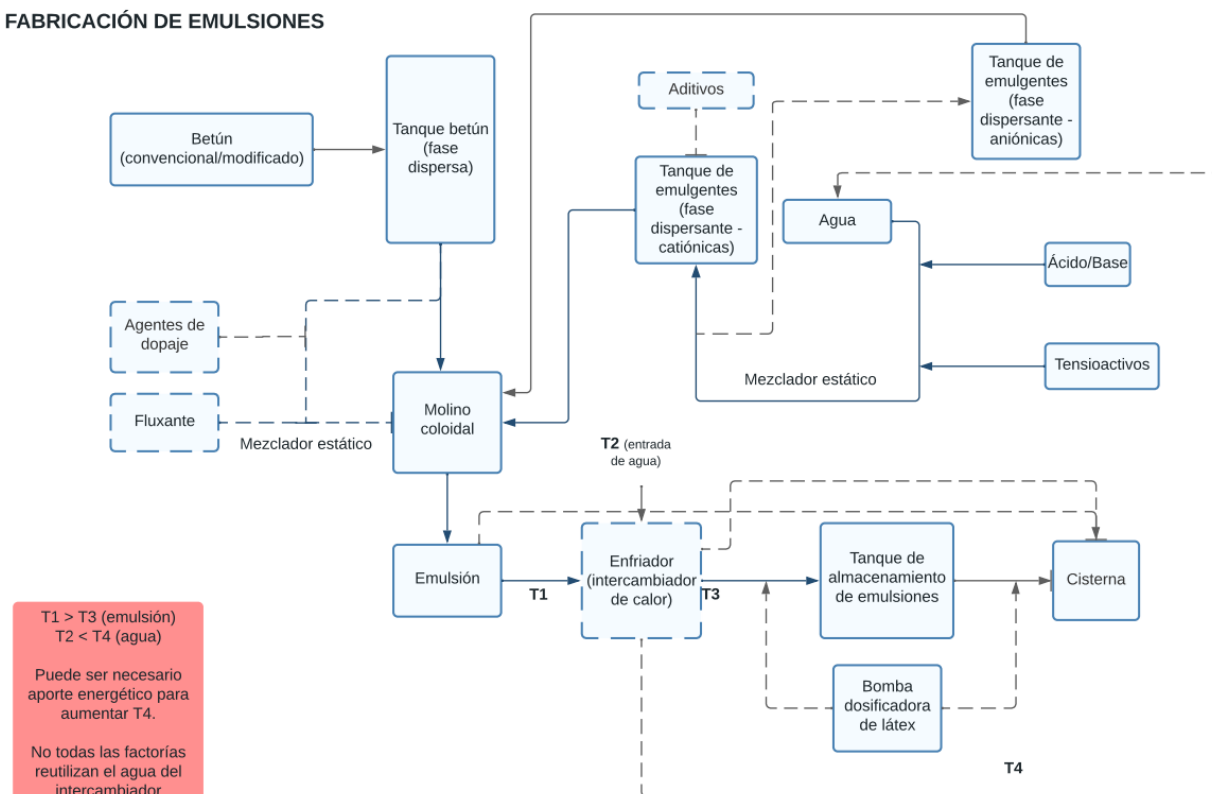 FABRICACIÓN DE EMULSIONES
Betún
(convencional/modificado)
Tanque betún
(fase
dispersa)
Aditivos
Tanque de
emulgentes
(fase
dispersante -
catiónicas)
Tanque de
emulgentes
(fase
dispersante -
aniónicas)
Agua
Ácido/Base
Tensioactivos
Mezclador estático
Agentes de
dopaje
Fluxante
Mezclador estático
Molino
coloidal
T2 (entrada
de agua)
Emulsión
T1
Enfriador
(intercambiador
de calor)
T3
Tanque de
almacenamiento
de emulsiones
Cisterna
Bomba
dosificadora
de látex
T4
T1 > T3 (emulsión)
T2 < T4 (agua)
Puede ser necesario
aporte energético para
aumentar T4.
No todas las factorías
reutilizan el agua del
intercambiador